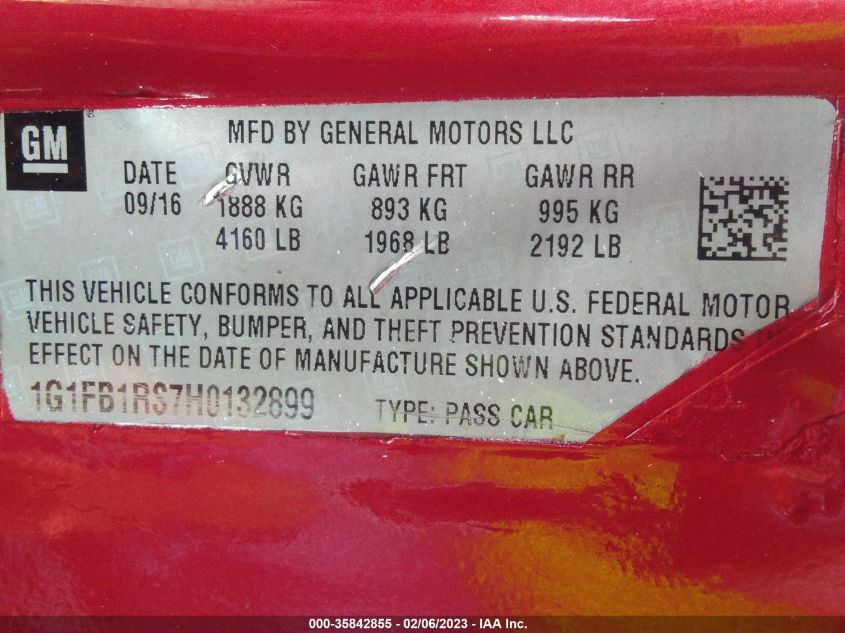 GM ®
MFD BY GENERAL MOTORS LLC
DATE GVWR GAWR FRT GAWR RR
09/16 1888 KG 893 KG 995 KG
4160 LB 1968 LB 2192 LB
THIS VEHICLE CONFORMS TO ALL APPLICABLE U.S. FEDERAL MOTOR
VEHICLE SAFETY, BUMPER, AND THEFT PREVENTION STANDARDS
EFFECT ON THE DATE OF MANUFACTURE SHOWN ABOVE.
1G1FB1RS7H0132899 TYPE: PASS CAR
000-35842855 - 02/06/2023 - IAA Inc.